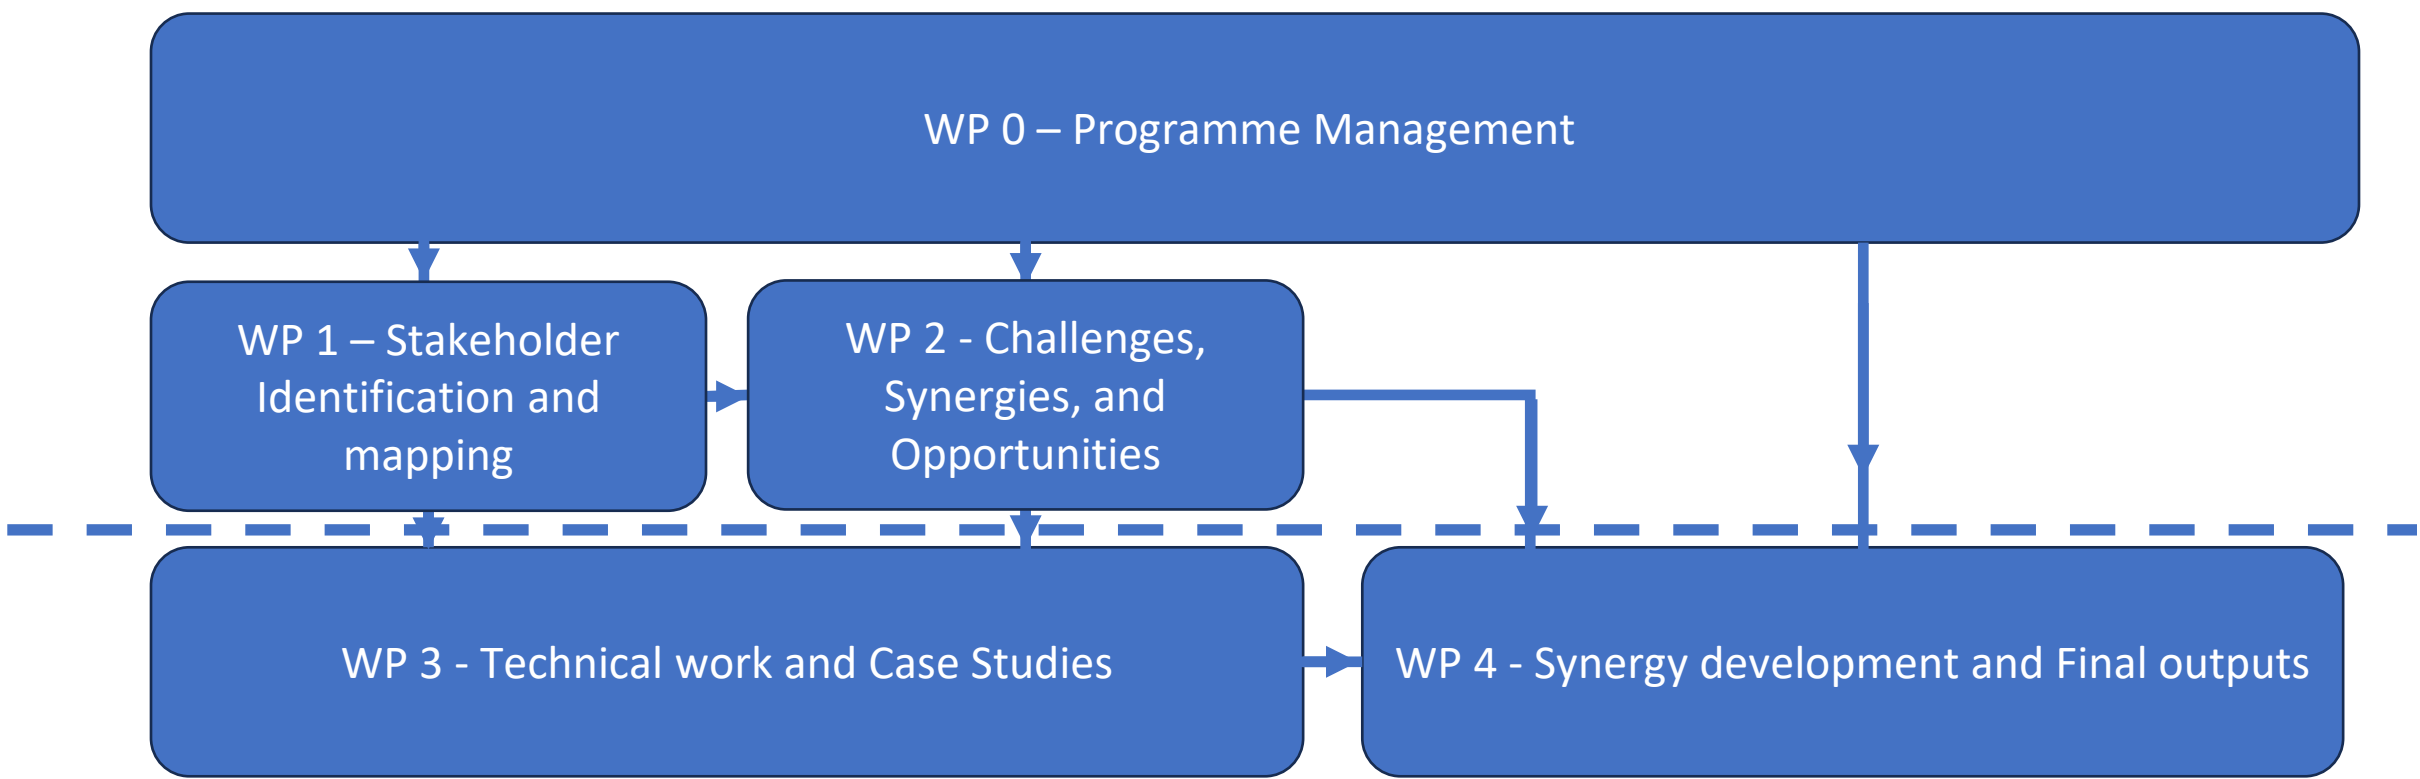 WP 0 – Programme Management
WP 1 – Stakeholder
Identification and
mapping
WP 2 - Challenges,
Synergies, and
Opportunities
WP 3 - Technical work and Case Studies
WP 4 - Synergy development and Final outputs